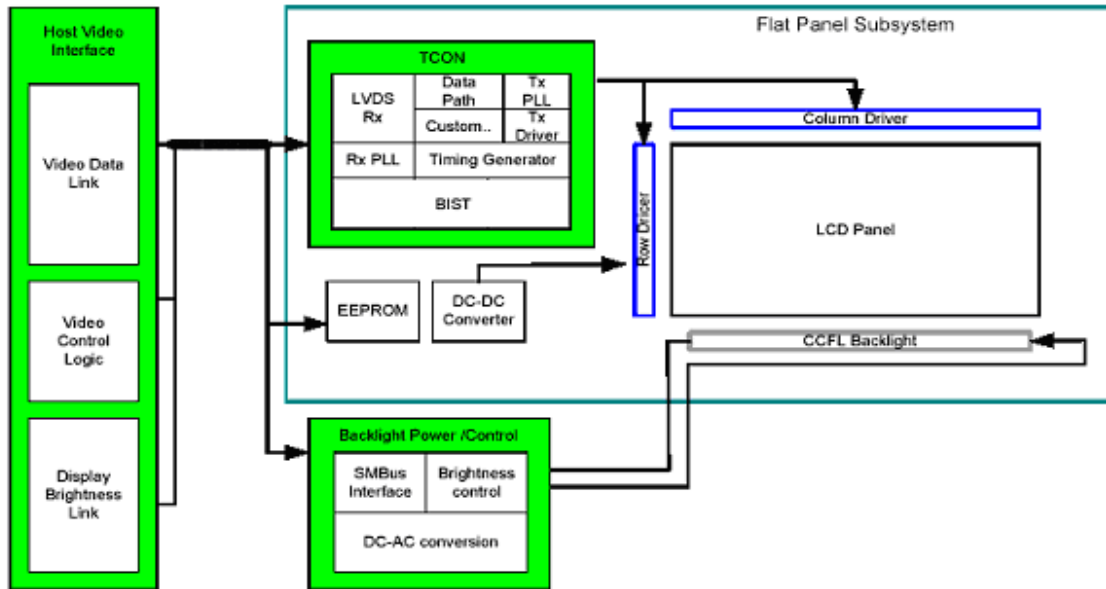 Host Video
Interface
Video Data
Link
Video
Control
Logic
Display
Brightness
Link
Flat Panel Subsystem
TCON
LVDS
Rx
Data
Path
Tx
PLL
Custom..
Tx
Driver
Rx PLL
Timing Generator
BIST
EEPROM
DC-DC
Converter
Row Dricer
Column Driver
LCD Panel
CCFL Backlight
Backlight Power /Control
SMBus
Interface
Brightness
control
DC-AC conversion